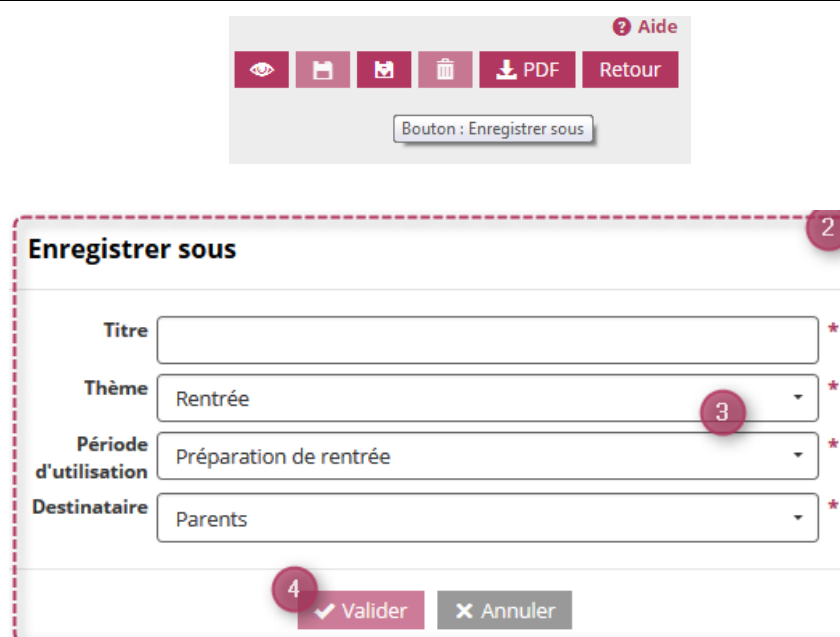 Aide
PDF Retour
Bouton : Enregistrer sous
2
Enregistrer sous
Titre *
Thème Rentrée *
3
Période d'utilisation Préparation de rentrée *
Destinataire Parents *
4
Valider Annuler